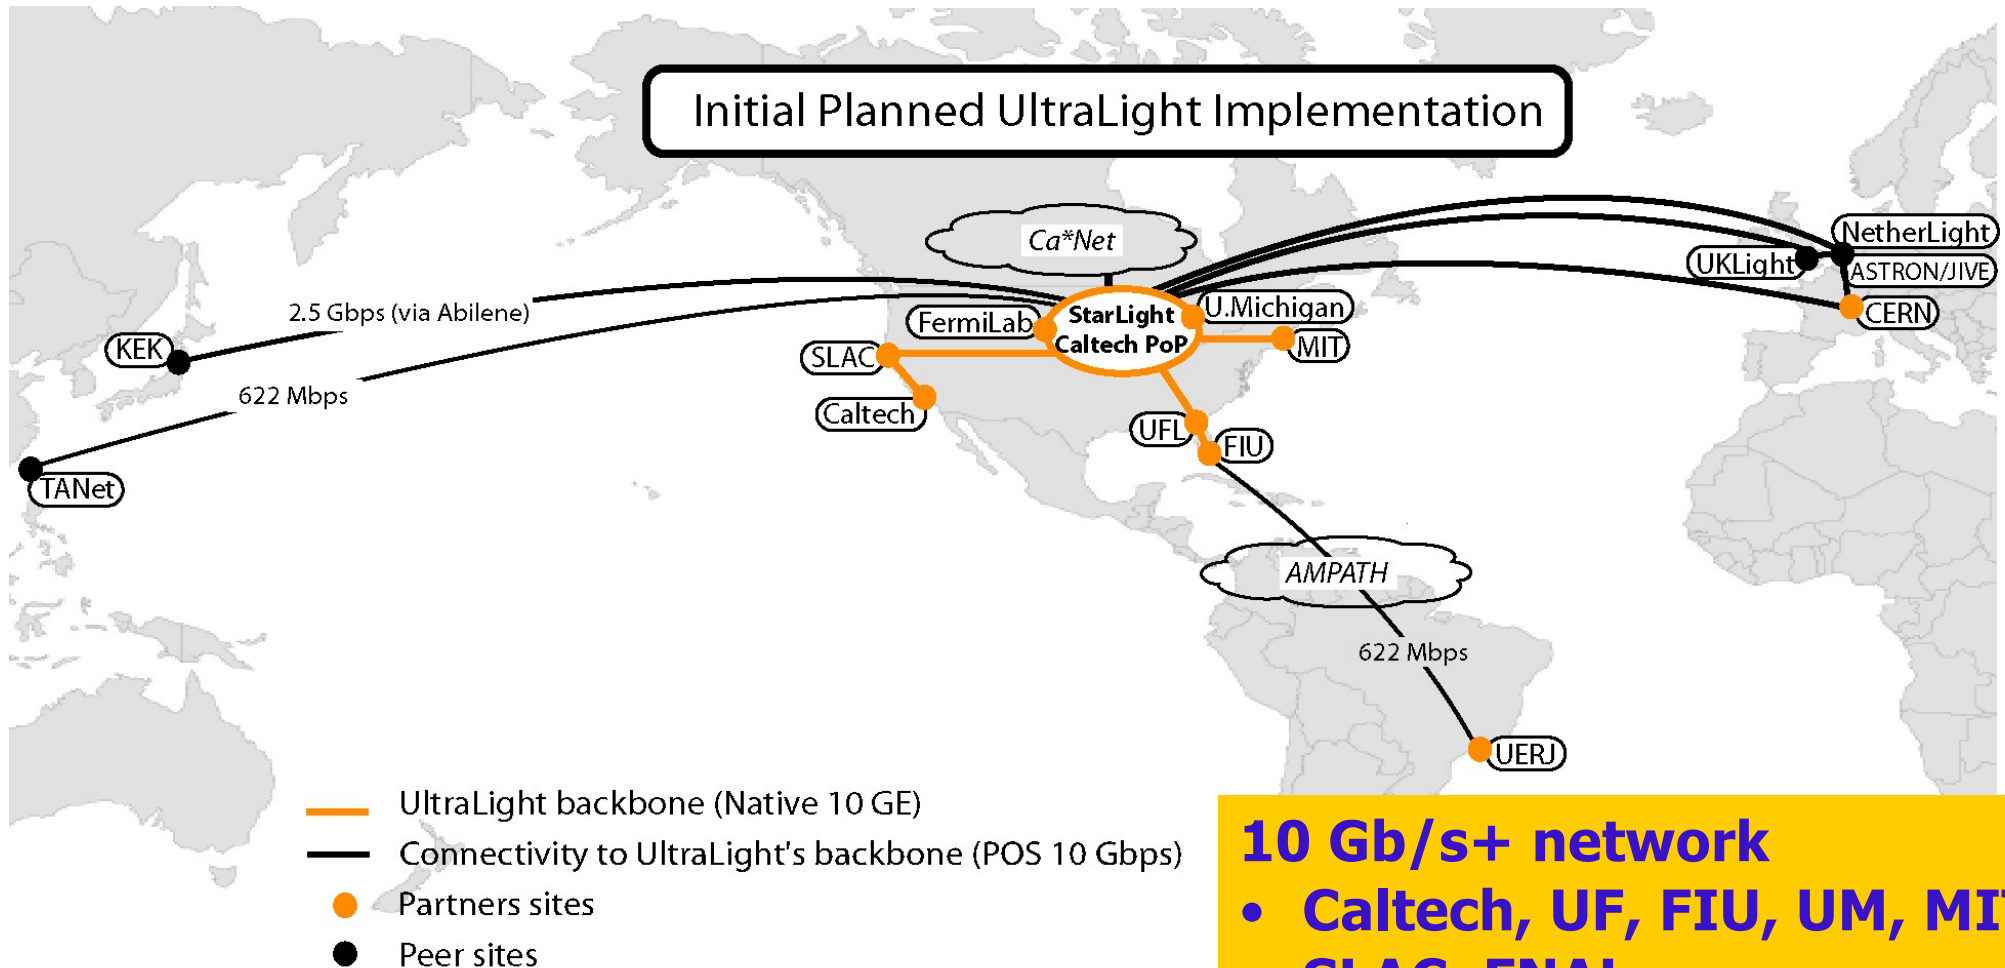 Initial Planned UltraLight Implementation
Ca*Net
NetherLight
UKLight
ASTRON/JIVE
2.5 Gbps (via Abilene)
FermiLab
StarLight
Caltech PoP
U.Michigan
CERN
KEK
SLAC
MIT
622 Mbps
Caltech
UFL
FIU
TANet
AMPATH
622 Mbps
UERJ
UltraLight backbone (Native 10 GE)
Connectivity to UltraLight's backbone (POS 10 Gbps)
Partners sites
Peer sites
10 Gb/s+ network
• Caltech, UF, FIU, UM, MIT
SLAC, FNAL